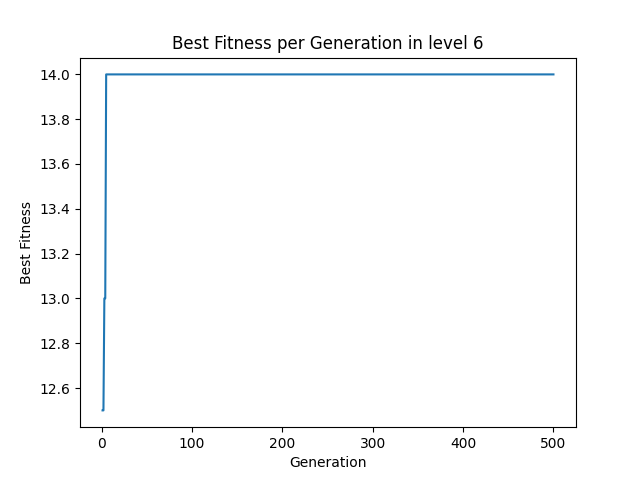 Best Fitness per Generation in level 6
14.0
13.8
13.6
13.4
13.2
13.0
12.8
12.6
Best Fitness
0 100 200 300 400 500
Generation